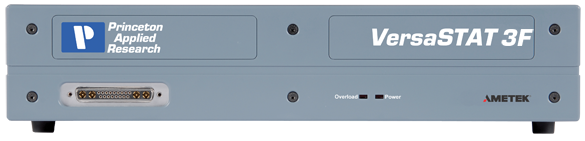 Princeton
Applied
Research
VersaSTAT 3F
Overload
Power
AMETEK